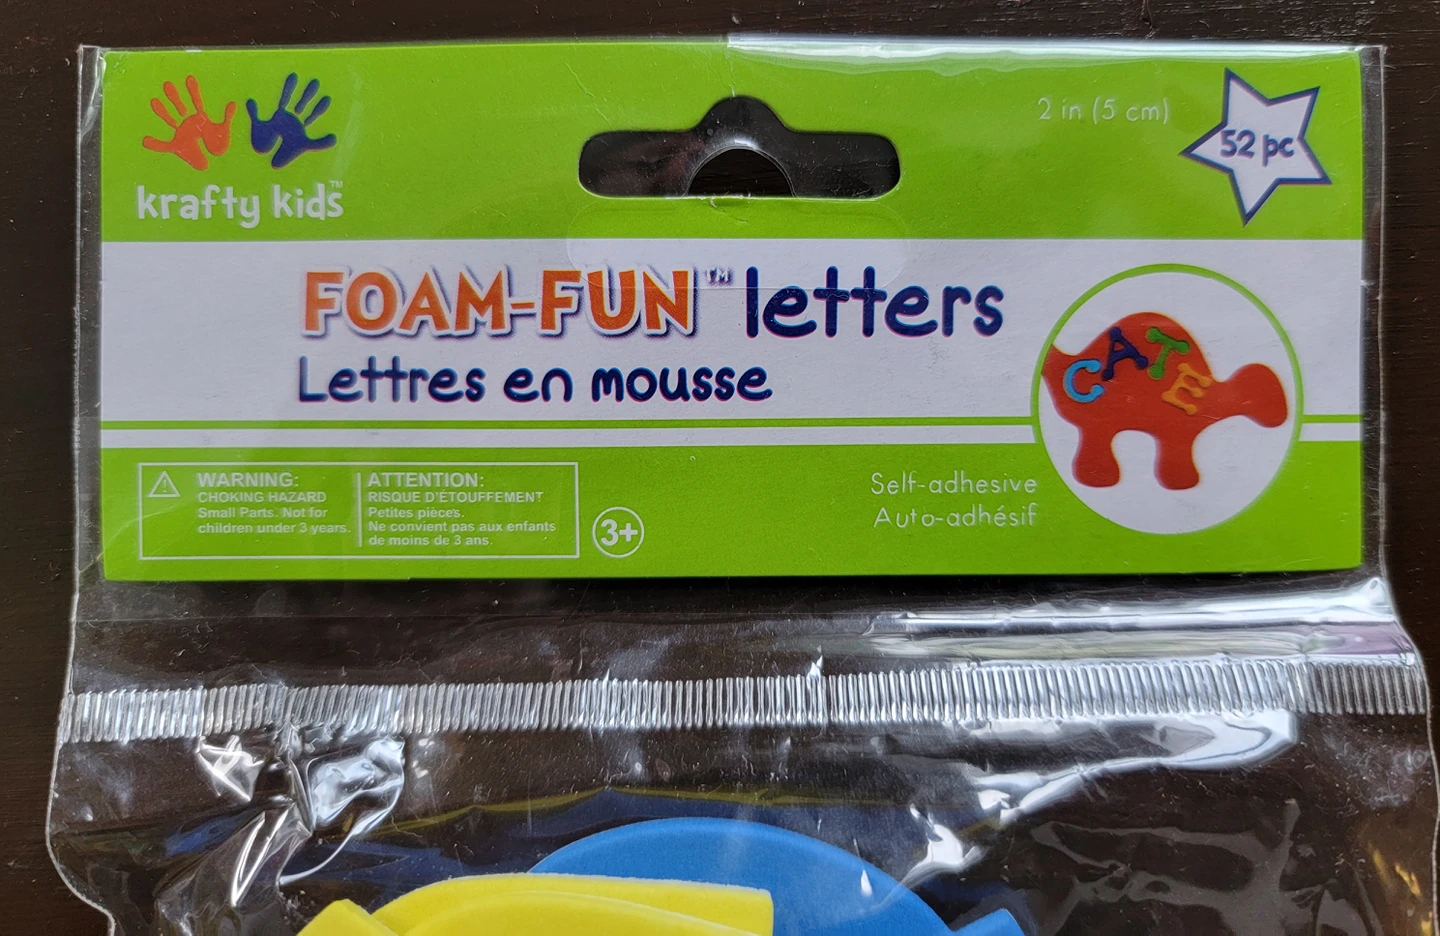 krafty kids™
2 in (5 cm)
52 pc
FOAM-FUN™ letters
Lettres en mousse
CATE
WARNING:
CHOKING HAZARD
Small Parts. Not for
children under 3 years.
ATTENTION:
RISQUE D'ÉTOUFFEMENT
Petites pièces.
Ne convient pas aux enfants
de moins de 3 ans.
3+
Self-adhesive
Auto-adhésif